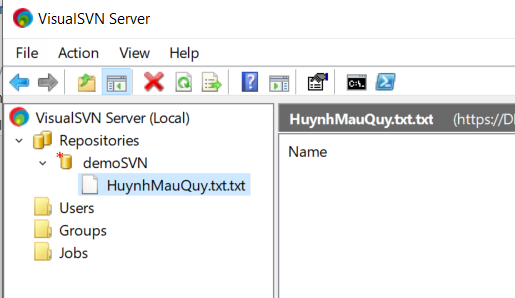 VisualSVN Server
File Action View Help
VisualSVN Server (Local)
Repositories
demoSVN
HuynhMauQuy.txt.txt
Users
Groups
Jobs
HuynhMauQuy.txt.txt (https://D
Name